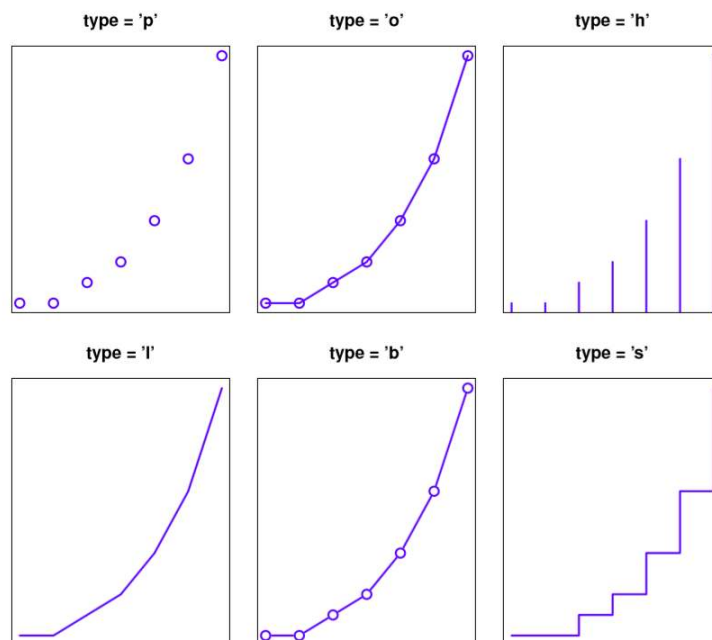 type = ’p’
type = ’o’
type = ’h’
type = ’l’
type = ’b’
type = ’s’